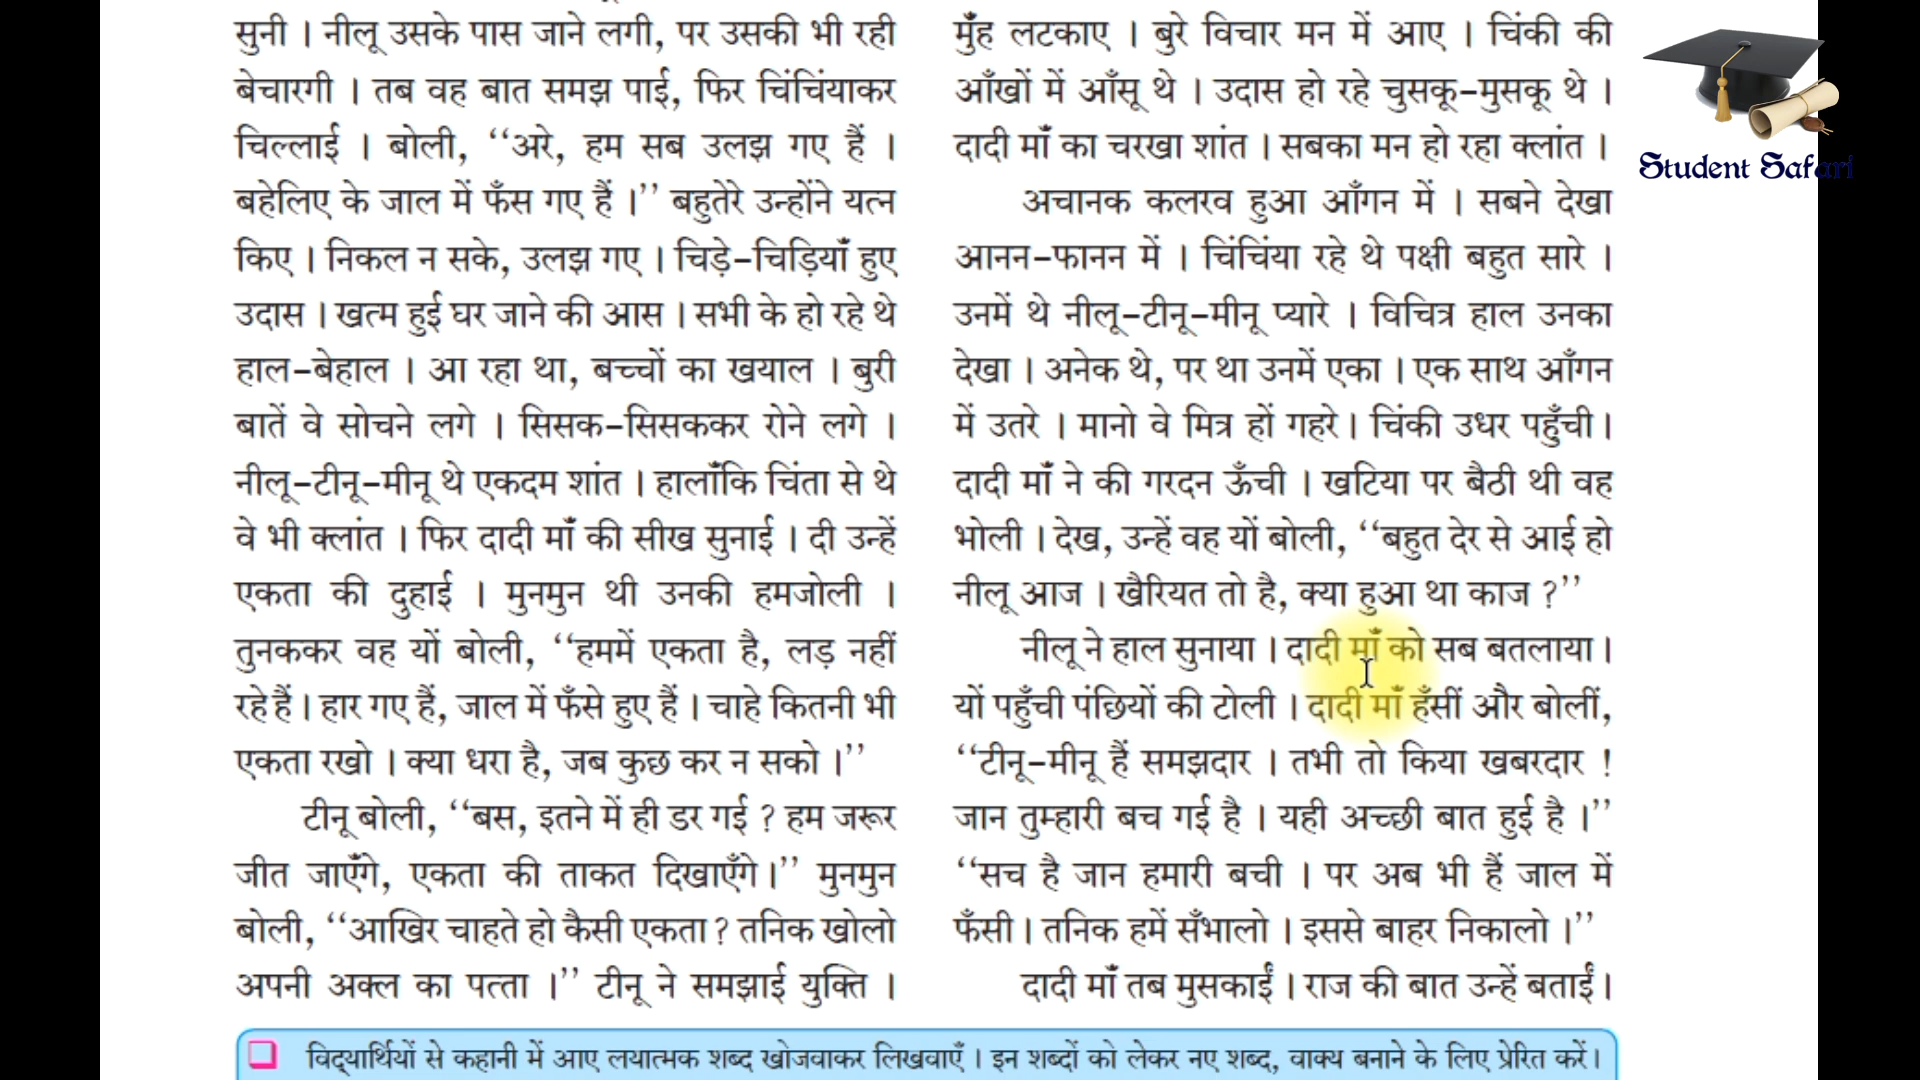 सुनी । नीलू उसके पास जाने लगी, पर उसकी भी रही
बेचारगी । तब वह बात समझ पाई, फिर चिंचिंयाकर
चिल्लाई । बोली, ‘‘अरे, हम सब उलझ गए हैं ।
बहेलिए के जाल में फँस गए हैं ।’’ बहुतेरे उन्होंने यत्न
किए । निकल न सके, उलझ गए । चिड़े-चिड़ियाँ हुए
उदास । खत्म हुई घर जाने की आस । सभी के हो रहे थे
हाल-बेहाल । आ रहा था, बच्चों का खयाल । बुरी
बातें वे सोचने लगे । सिसक-सिसककर रोने लगे ।
नीलू-टीनू-मीनू थे एकदम शांत । हालाँकि चिंता से थे
वे भी क्लांत । फिर दादी माँ की सीख सुनाई । दी उन्हें
एकता की दुहाई । मुनमुन थी उनकी हमजोली ।
तुनककर वह यों बोली, ‘‘हममें एकता है, लड़ नहीं
रहे हैं । हार गए हैं, जाल में फँसे हुए हैं । चाहे कितनी भी
एकता रखो । क्या धरा है, जब कुछ कर न सको ।’’
टीनू बोली, ‘‘बस, इतने में ही डर गई ? हम जरूर
जीत जाएँगे, एकता की ताकत दिखाएँगे।’’ मुनमुन
बोली, ‘‘आखिर चाहते हो कैसी एकता ? तनिक खोलो
अपनी अक्ल का पत्ता ।’’ टीनू ने समझाई युक्ति ।
मुँह लटकाए । बुरे विचार मन में आए । चिंकी की
आँखों में आँसू थे । उदास हो रहे चुसकू-मुसकू थे ।
दादी माँ का चरखा शांत । सबका मन हो रहा क्लांत ।
अचानक कलरव हुआ आँगन में । सबने देखा
आनन-फानन में । चिंचिंया रहे थे पक्षी बहुत सारे ।
उनमें थे नीलू-टीनू-मीनू प्यारे । विचित्र हाल उनका
देखा । अनेक थे, पर था उनमें एका । एक साथ आँगन
में उतरे । मानो वे मित्र हों गहरे। चिंकी उधर पहुँची।
दादी माँ ने की गरदन ऊँची । खटिया पर बैठी थी वह
भोली । देख, उन्हें वह यों बोली, ‘‘बहुत देर से आई हो
नीलू आज । खैरियत तो है, क्या हुआ था काज ?’’
नीलू ने हाल सुनाया । दादी माँ को सब बतलाया ।
यों पहुँची पंछियों की टोली । दादी माँ हँसीं और बोलीं,
‘‘टीनू-मीनू हैं समझदार । तभी तो किया खबरदार !
जान तुम्हारी बच गई है । यही अच्छी बात हुई है ।’’
‘‘सच है जान हमारी बची । पर अब भी हैं जाल में
फँसी । तनिक हमें सँभालो । इससे बाहर निकालो ।’’
दादी माँ तब मुसकाईं । राज की बात उन्हें बताईं ।
Student Safari
विद्यार्थियों से कहानी में आए लयात्मक शब्द खोजवाकर लिखवाएँ । इन शब्दों को लेकर नए शब्द, वाक्य बनाने के लिए प्रेरित करें ।